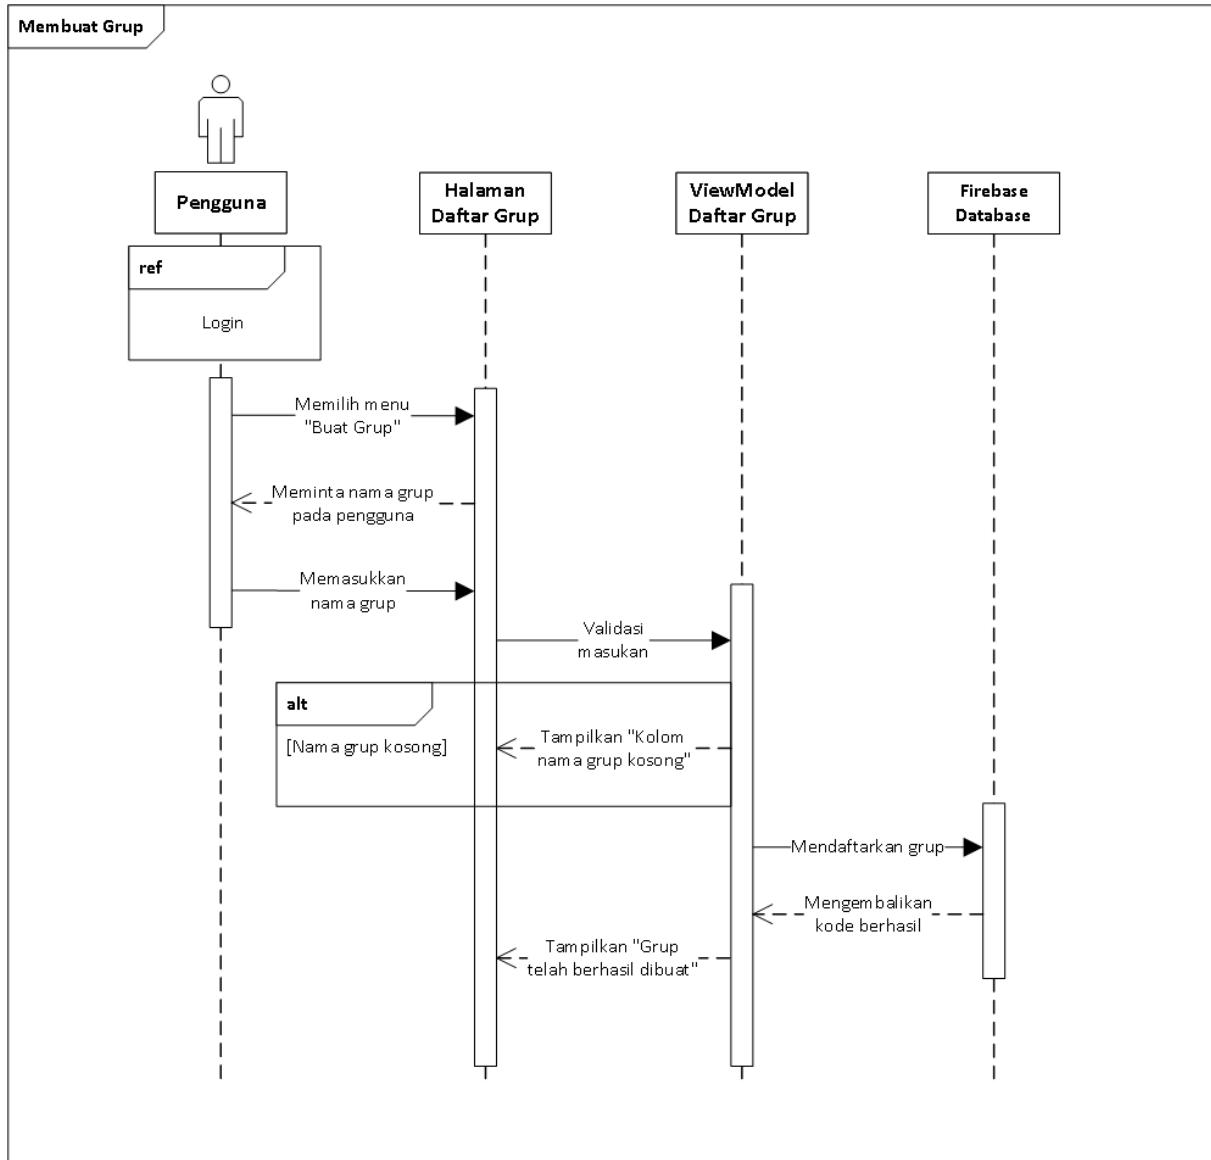 Membuat Grup
Pengguna
Halaman
Daftar Grup
ViewModel
Daftar Grup
Firebase
Database
ref
Login
Memilih menu
"Buat Grup"
Meminta nama grup
pada pengguna
Memasukkan
nama grup
Validasi
masukan
alt
[Nama grup kosong]
Tampilkan "Kolom
nama grup kosong"
Mendaftarkan grup
Mengembalikan
kode berhasil
Tampilkan "Grup
telah berhasil dibuat"